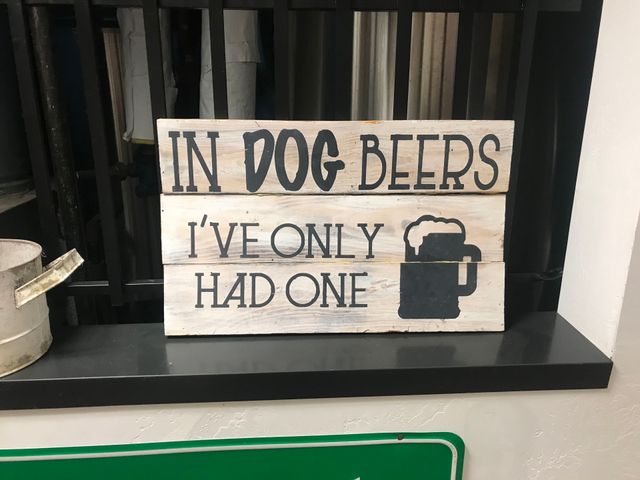 IN DOG BEERS
I'VE ONLY
HAD ONE